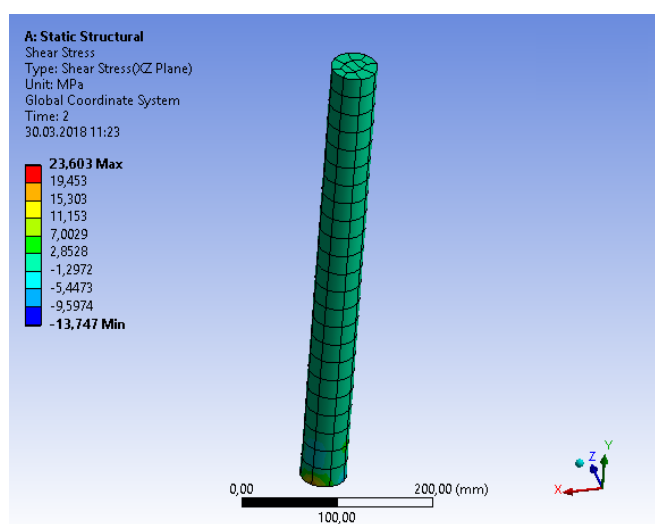 A: Static Structural
Shear Stress
Type: Shear Stress(XZ Plane)
Unit: MPa
Global Coordinate System
Time: 2
30.03.2018 11:23
23,603 Max
19,453
15,303
11,153
7,0029
2,8528
-1,2972
-5,4473
-9,5974
-13,747 Min
Y
Z
X
0,00 200,00 (mm)
100,00